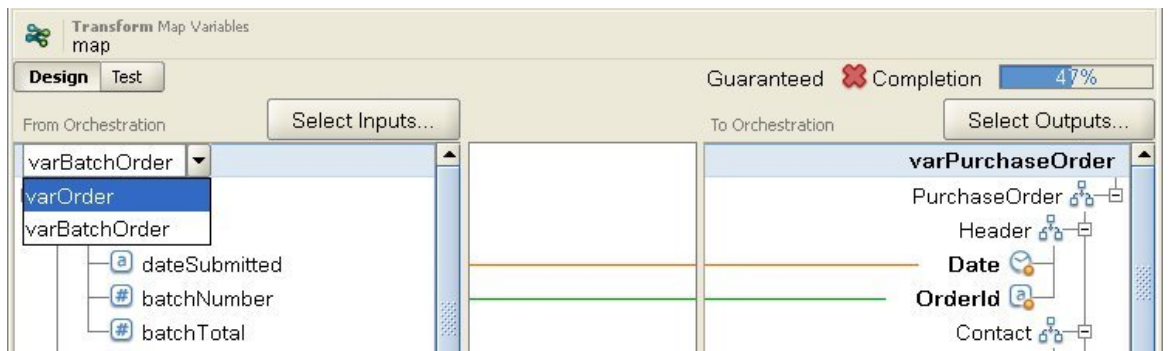 Transform Map Variables
map
Design Test Guaranteed Completion 47%
From Orchestration Select Inputs... To Orchestration Select Outputs...
varBatchOrder varPurchaseOrder
varOrder PurchaseOrder
varBatchOrder Header
dateSubmitted Date
batchNumber OrderId
batchTotal Contact